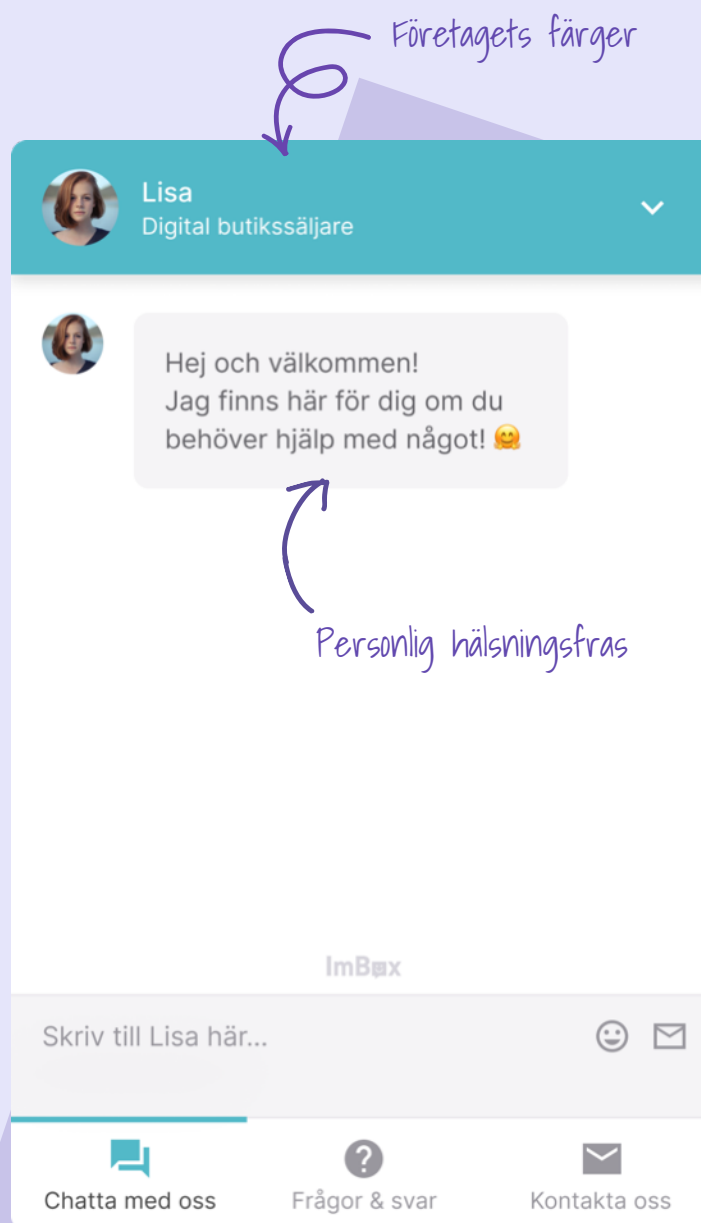 Företagets färger
Lisa
Digital butikssäljare
Hej och välkommen!
Jag finns här för dig om du
behöver hjälp med något! 🤗
Personlig hälsningsfras
ImBox
Skriv till Lisa här...
Chatta med oss
Frågor & svar
Kontakta oss